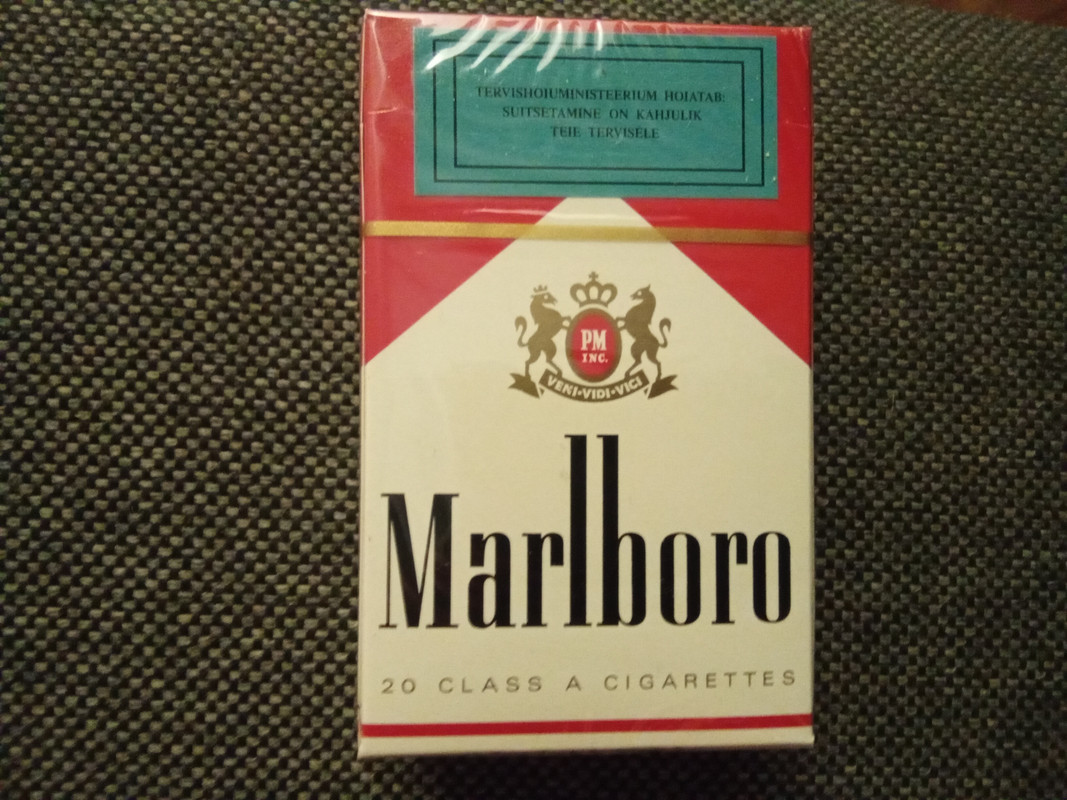 TERVISHOIUMINISTEERIUM HOIATAB:
SUITSETAMINE ON KAHJULIK
TEIE TERVISELE
PM
INC.
VENI·VIDI·VICI
Marlboro
20 CLASS A CIGARETTES